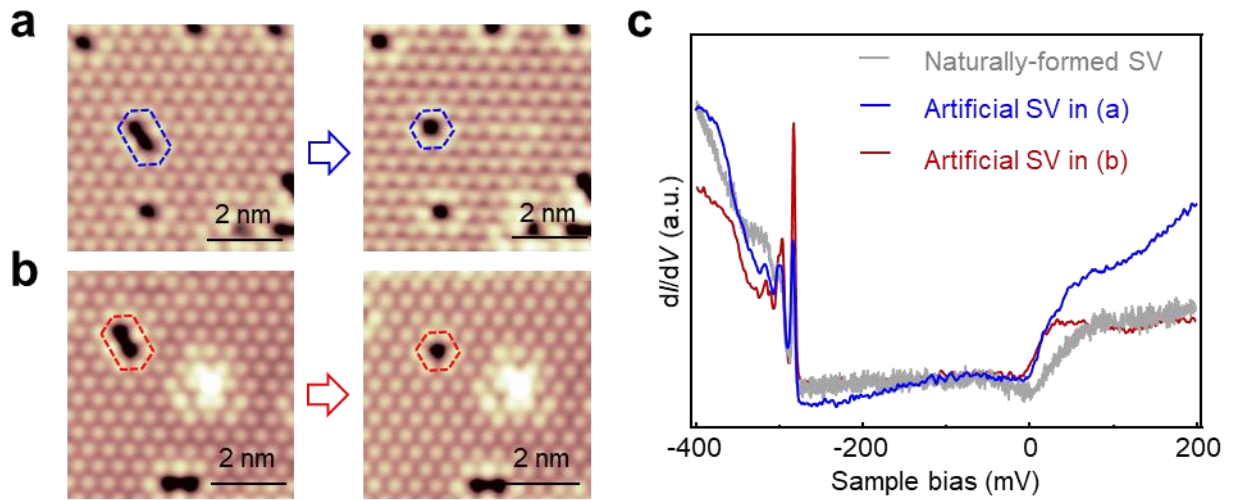 a
2 nm
2 nm
b
2 nm
2 nm
c
Naturally-formed SV
Artificial SV in (a)
Artificial SV in (b)
dI/dV (a.u.)
-400
-200
0
200
Sample bias (mV)